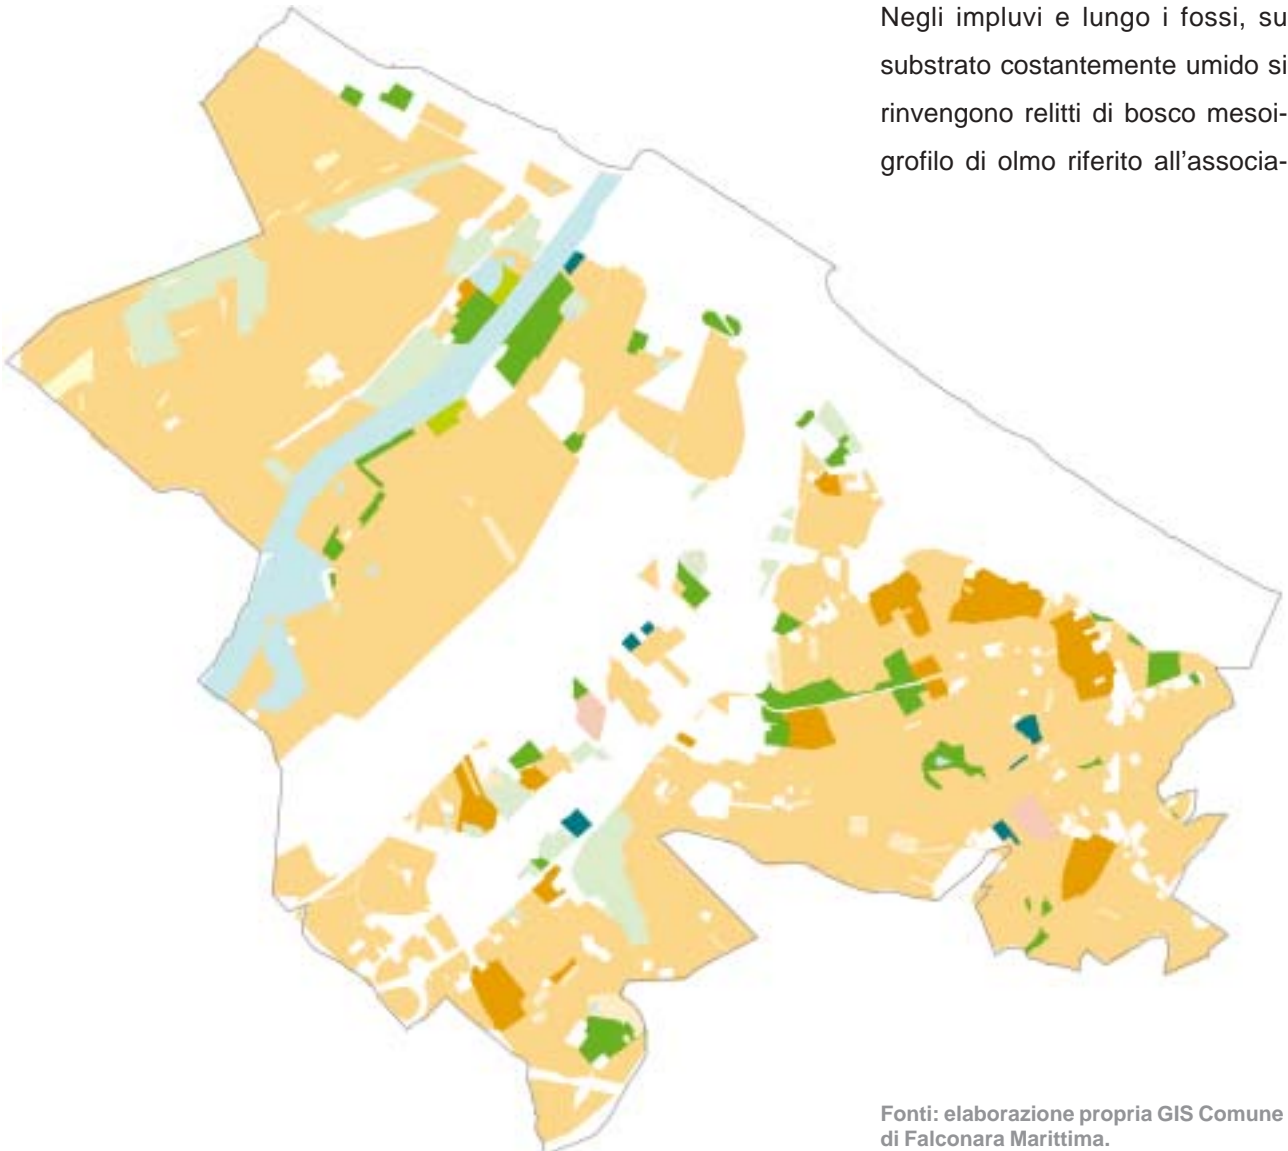 Negli impluvi e lungo i fossi, su
substrato costantemente umido si
rinvengono relitti di bosco mesoi-
grofilo di olmo riferito all’associa-
Fonti: elaborazione propria GIS Comune
di Falconara Marittima.